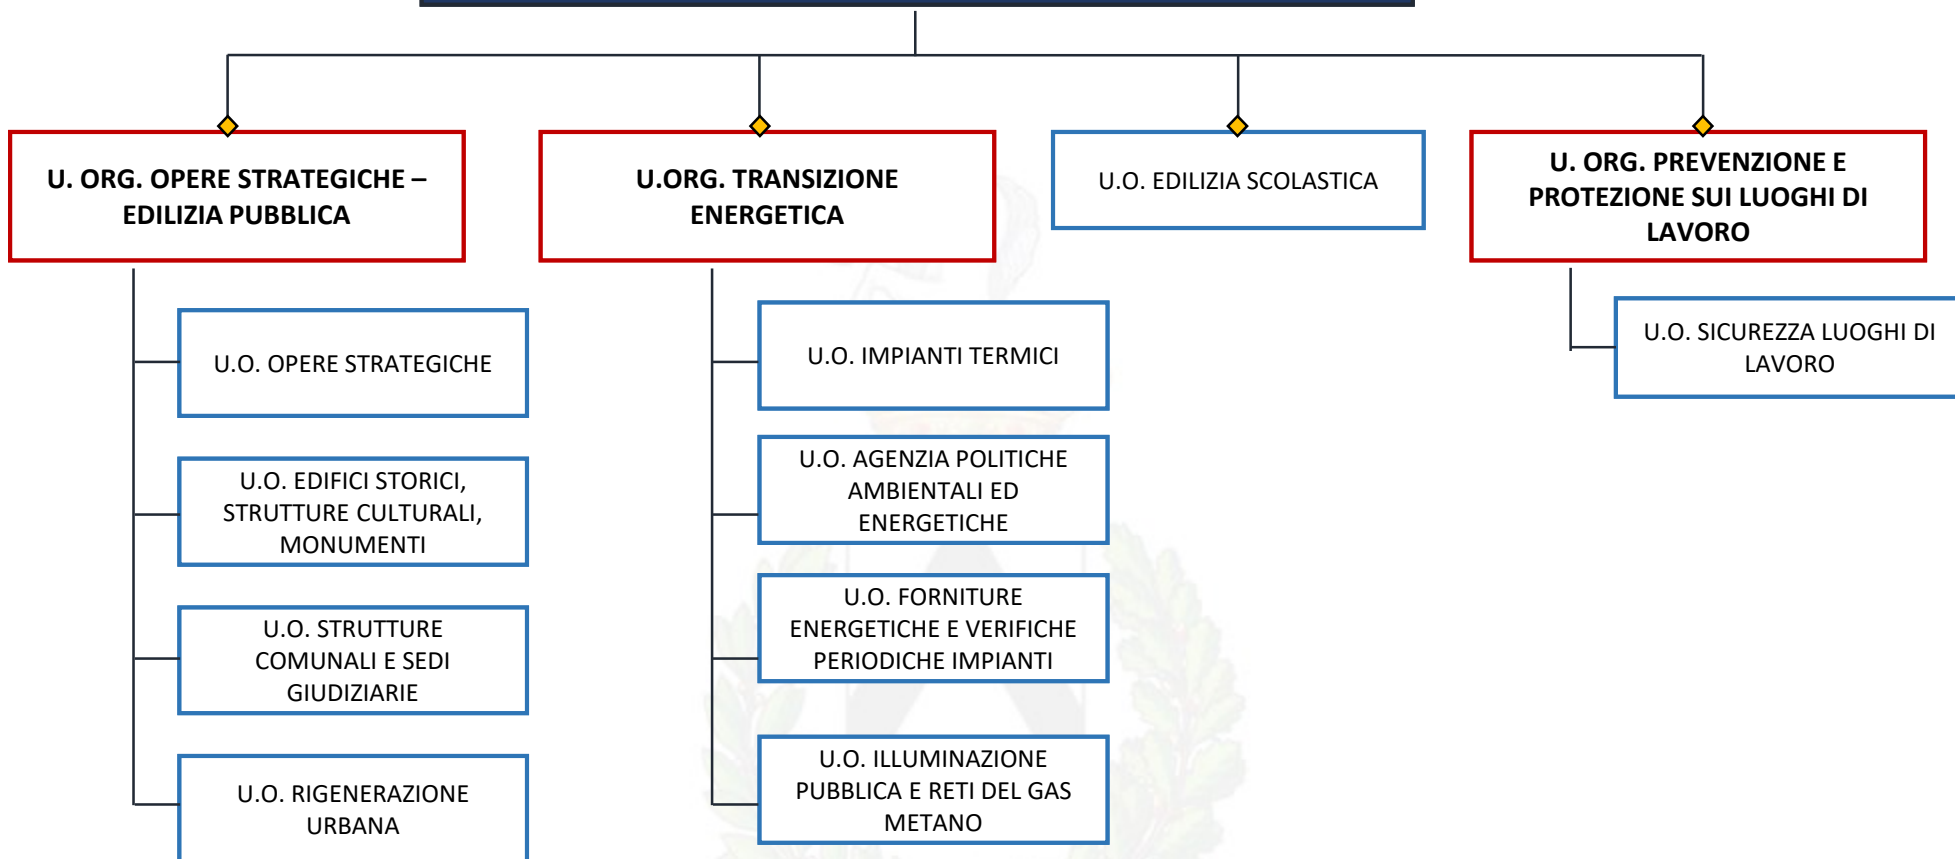 U. ORG. OPERE STRATEGICHE –
EDILIZIA PUBBLICA
U.O. OPERE STRATEGICHE
U.O. EDIFICI STORICI,
STRUTTURE CULTURALI,
MONUMENTI
U.O. STRUTTURE
COMUNALI E SEDI
GIUDIZIARIE
U.O. RIGENERAZIONE
URBANA
U.ORG. TRANSIZIONE
ENERGETICA
U.O. IMPIANTI TERMICI
U.O. AGENZIA POLITICHE
AMBIENTALI ED
ENERGETICHE
U.O. FORNITURE
ENERGETICHE E VERIFICHE
PERIODICHE IMPIANTI
U.O. ILLUMINAZIONE
PUBBLICA E RETI DEL GAS
METANO
U.O. EDILIZIA SCOLASTICA
U. ORG. PREVENZIONE E
PROTEZIONE SUI LUOGHI DI
LAVORO
U.O. SICUREZZA LUOGHI DI
LAVORO